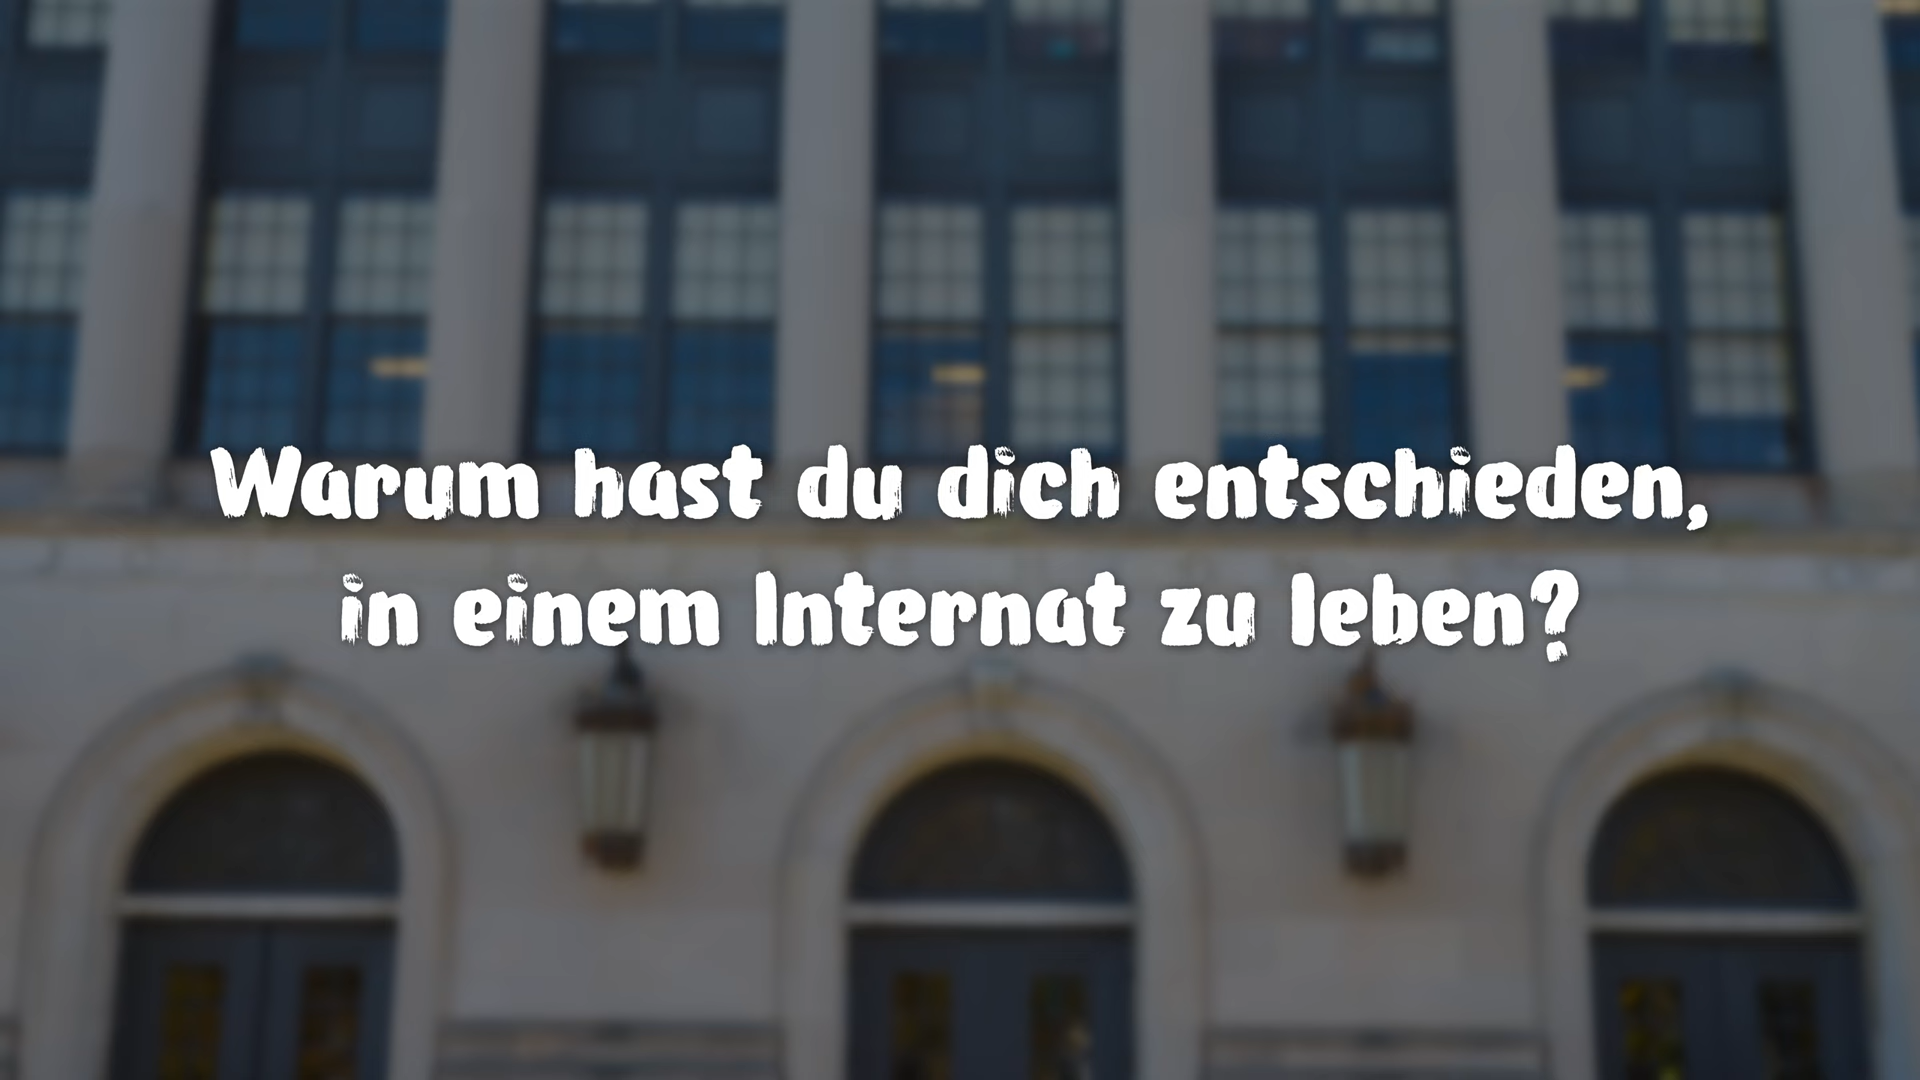 Warum hast du dich entschieden,
in einem Internat zu leben?